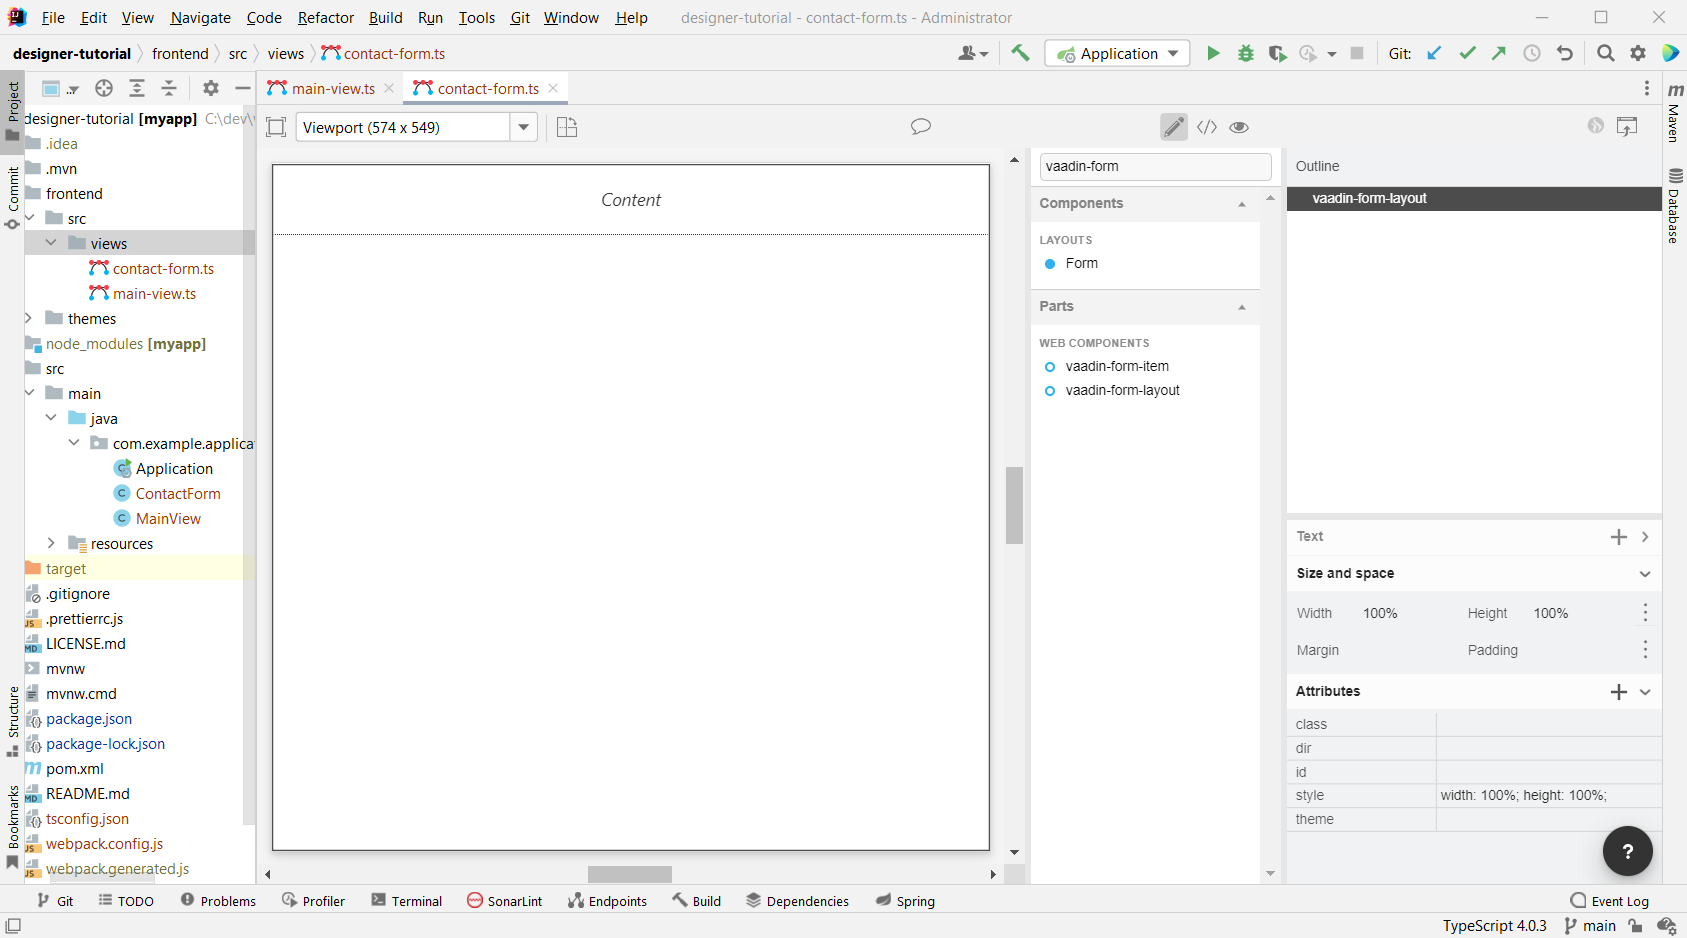 File Edit View Navigate Code Refactor Build Run Tools Git Window Help designer-tutorial - contact-form.ts - Administrator
designer-tutorial frontend src views contact-form.ts Application Git:
Project
Commit
Structure
Bookmarks
designer-tutorial [myapp] C:\dev\
.idea
.mvn
frontend
src
views
contact-form.ts
main-view.ts
themes
node_modules [myapp]
src
main
java
com.example.applica
Application
ContactForm
MainView
resources
target
.gitignore
.prettierrc.js
LICENSE.md
mvnw
mvnw.cmd
package.json
package-lock.json
pom.xml
README.md
tsconfig.json
webpack.config.js
webpack.generated.js
main-view.ts contact-form.ts
Viewport (574 x 549)
Content
vaadin-form
Components
LAYOUTS
Form
Parts
WEB COMPONENTS
vaadin-form-item
vaadin-form-layout
Outline
vaadin-form-layout
Text
Size and space
Width 100% Height 100%
Margin Padding
Attributes
class
dir
id
style width: 100%; height: 100%;
theme
?
Maven
Database
Git TODO Problems Profiler Terminal SonarLint Endpoints Build Dependencies Spring Event Log
TypeScript 4.0.3 main